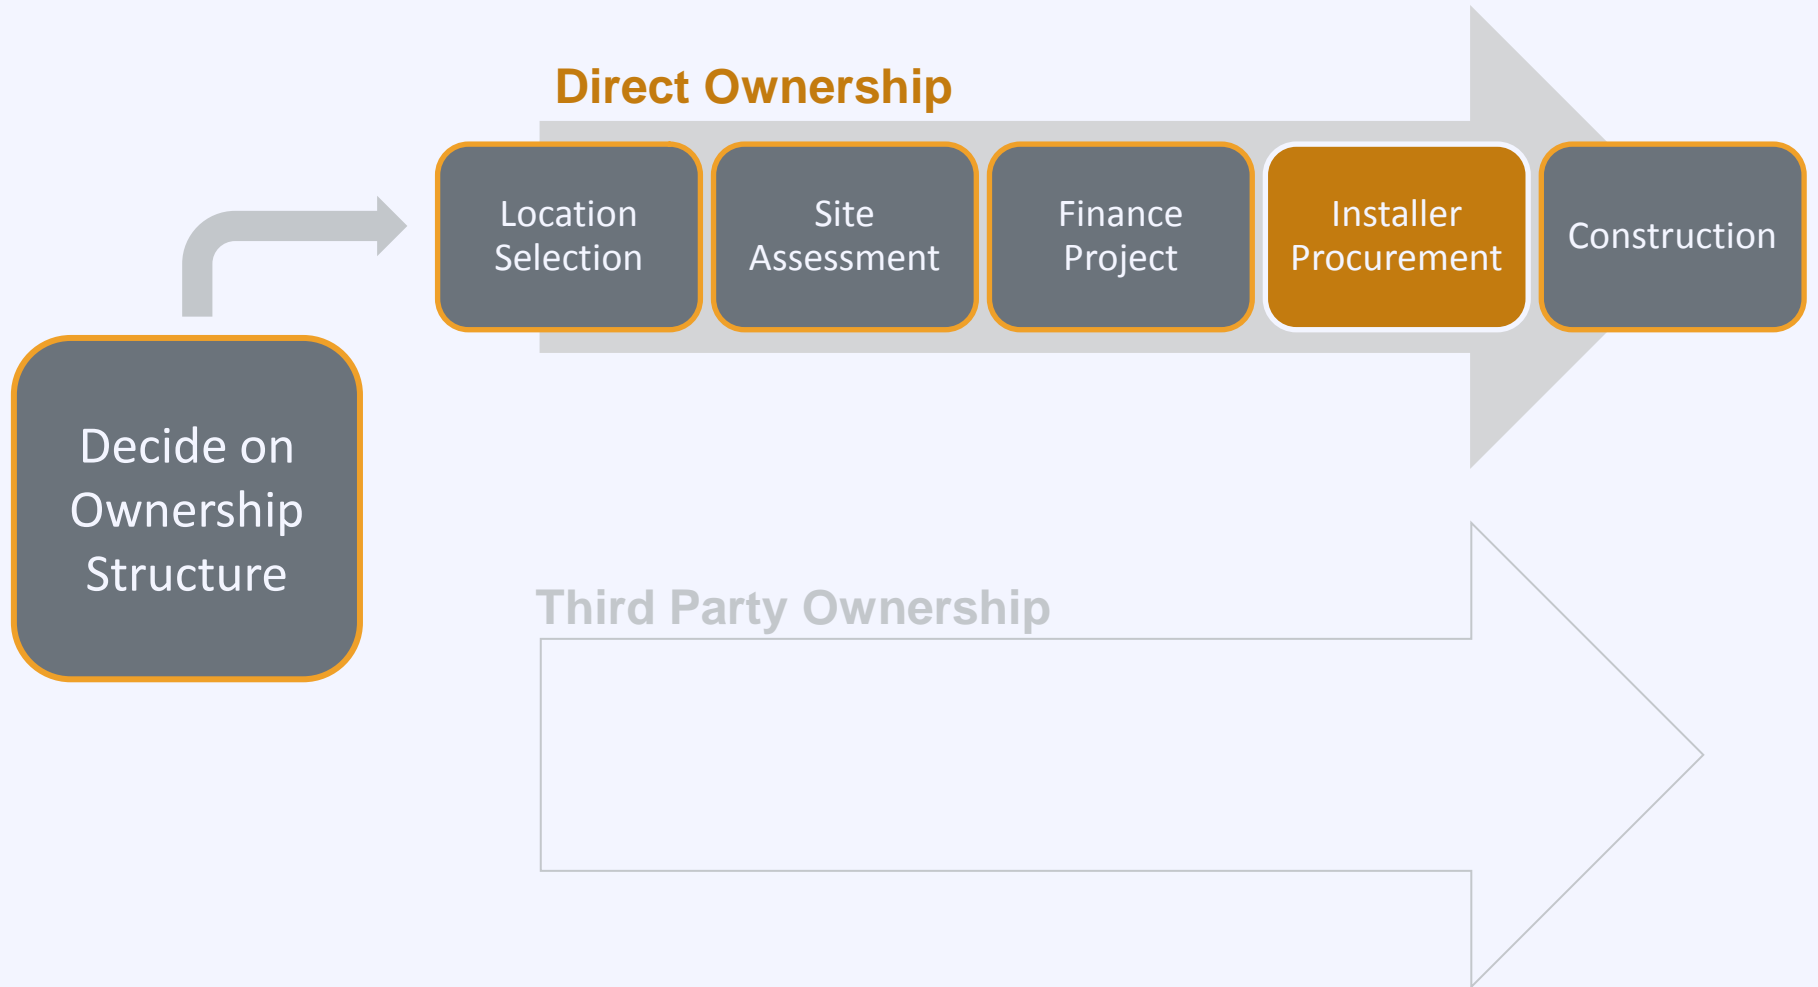 Direct Ownership
Location
Selection
Site
Assessment
Finance
Project
Installer
Procurement
Construction
Decide on
Ownership
Structure
Third Party Ownership